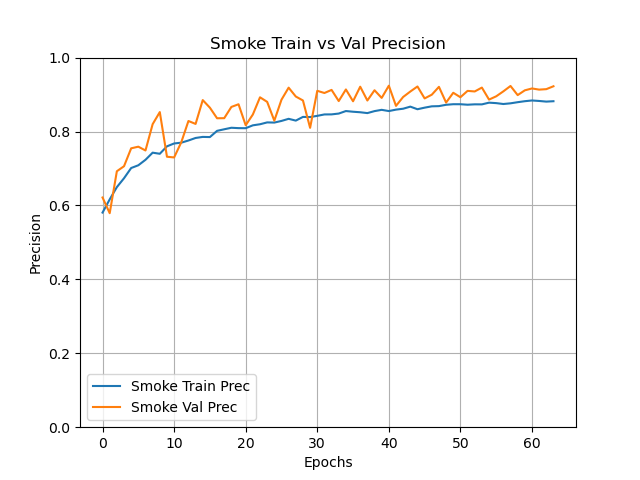 Smoke Train vs Val Precision
1.0
0.8
0.6
0.4
0.2
0.0
Precision
Smoke Train Prec
Smoke Val Prec
0 10 20 30 40 50 60
Epochs